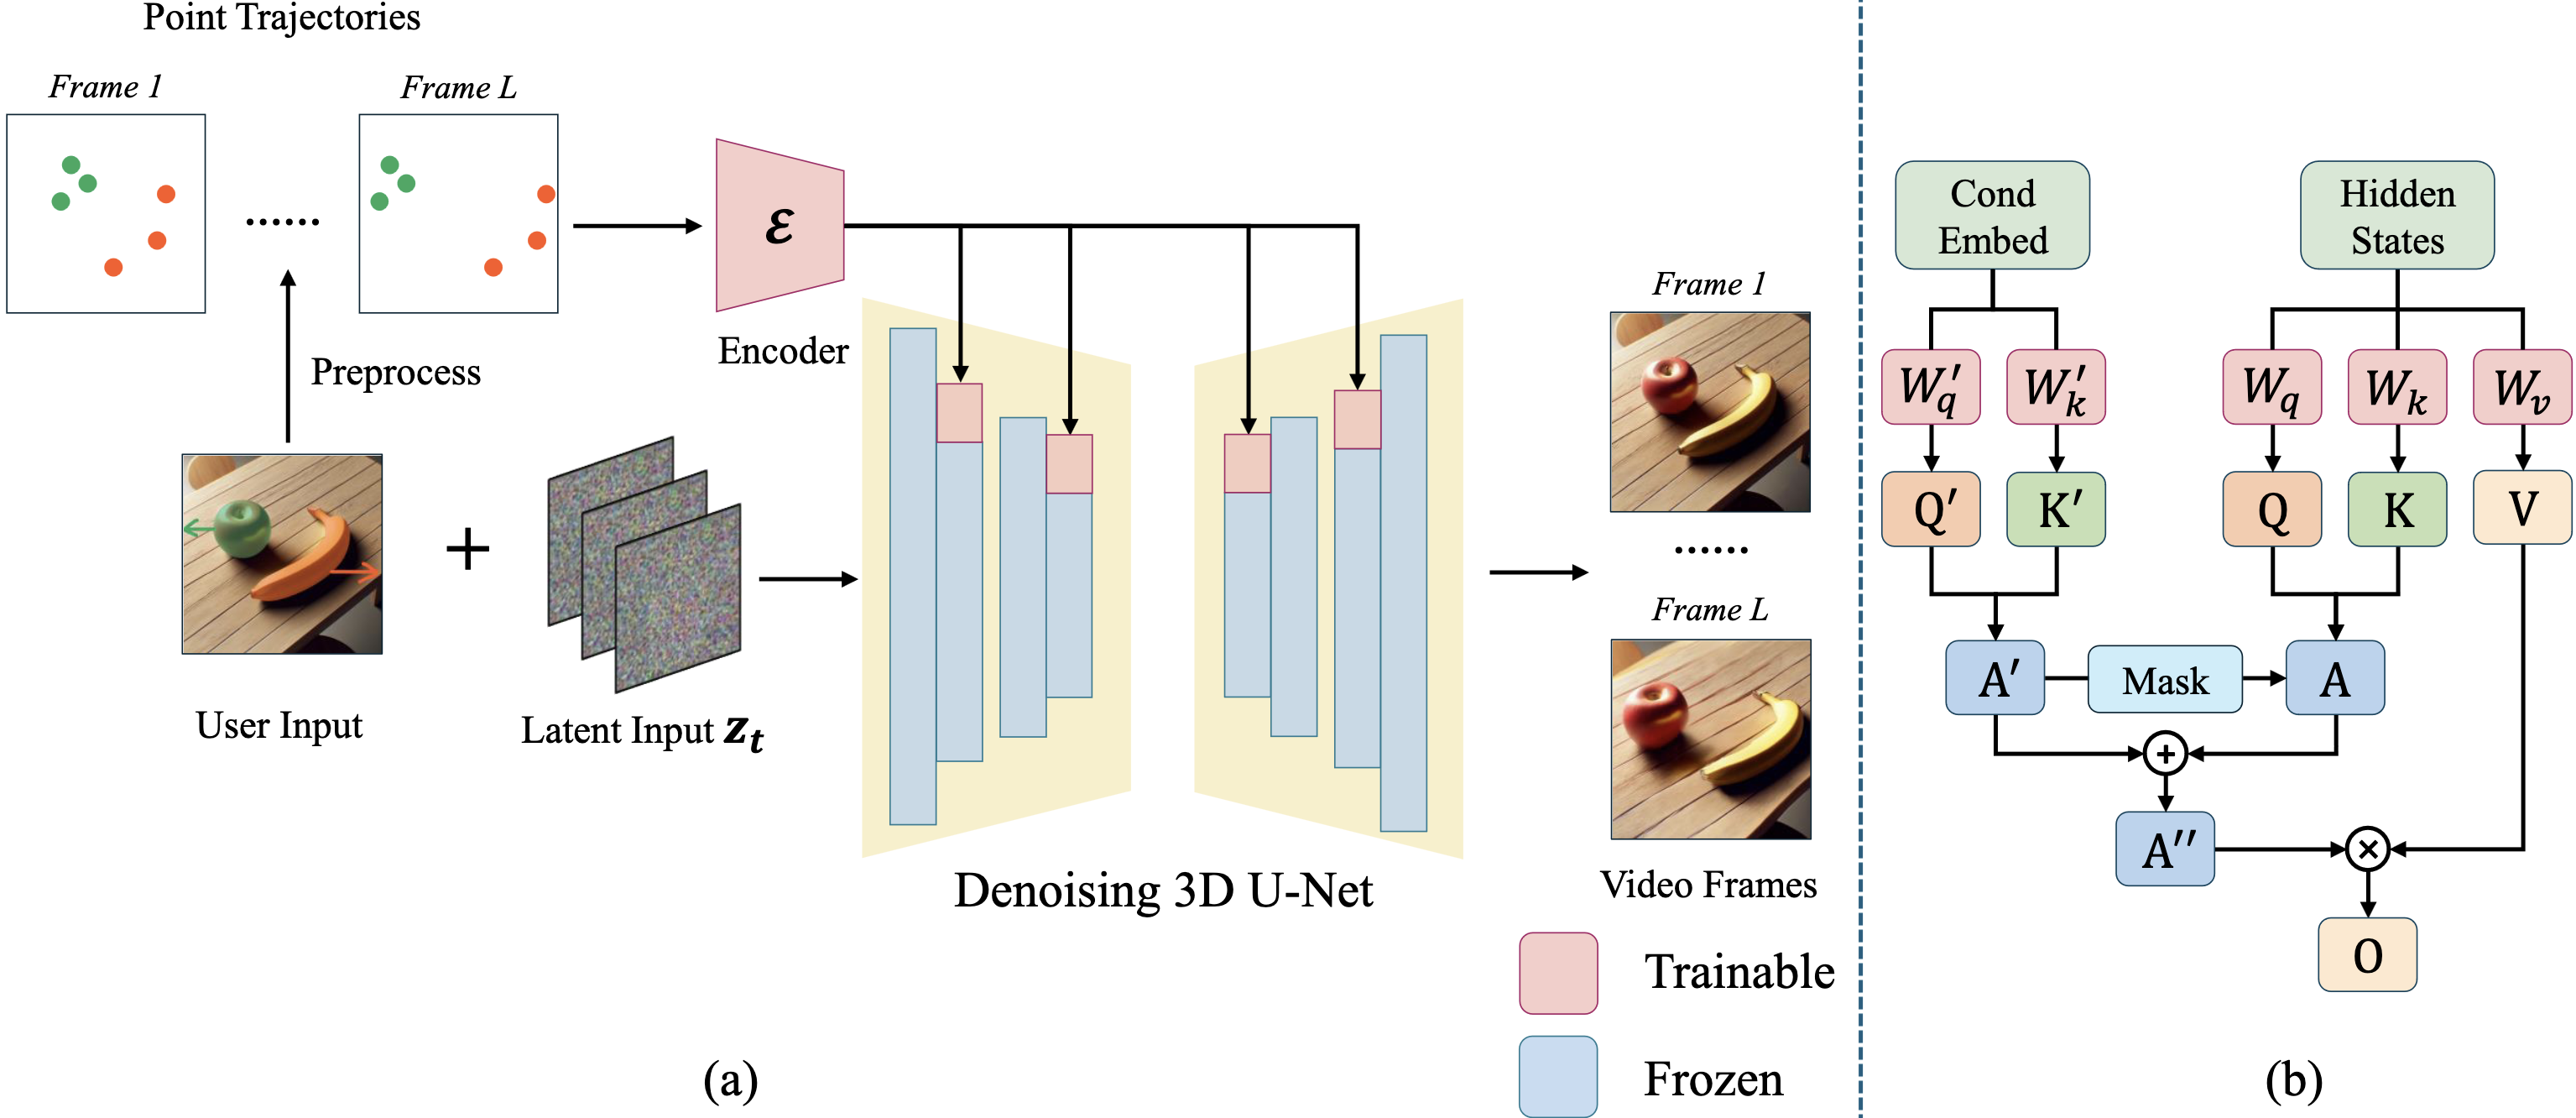 Point Trajectories
Frame 1
Frame L
......
ℰ
Encoder
Preprocess
User Input
+
Latent Input z_t
Denoising 3D U-Net
Frame 1
......
Frame L
Video Frames
Trainable
Frozen
(a)
Cond
Embed
Hidden
States
W′_q
W′_k
W_q
W_k
W_v
Q′
K′
Q
K
V
A′
Mask
A
+
A′′
×
O
(b)